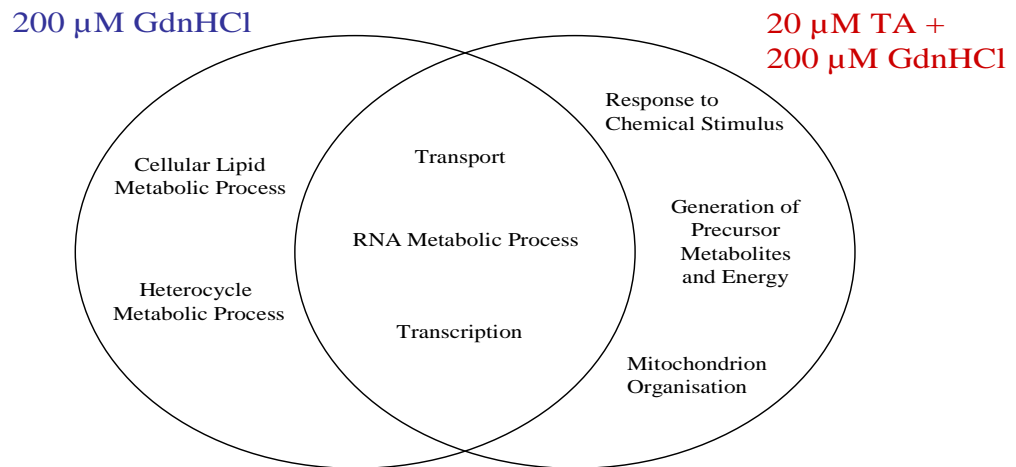 200 µM GdnHCl
20 µM TA +
200 µM GdnHCl
Cellular Lipid
Metabolic Process
Heterocycle
Metabolic Process
Transport
RNA Metabolic Process
Transcription
Response to
Chemical Stimulus
Generation of
Precursor
Metabolites
and Energy
Mitochondrion
Organisation